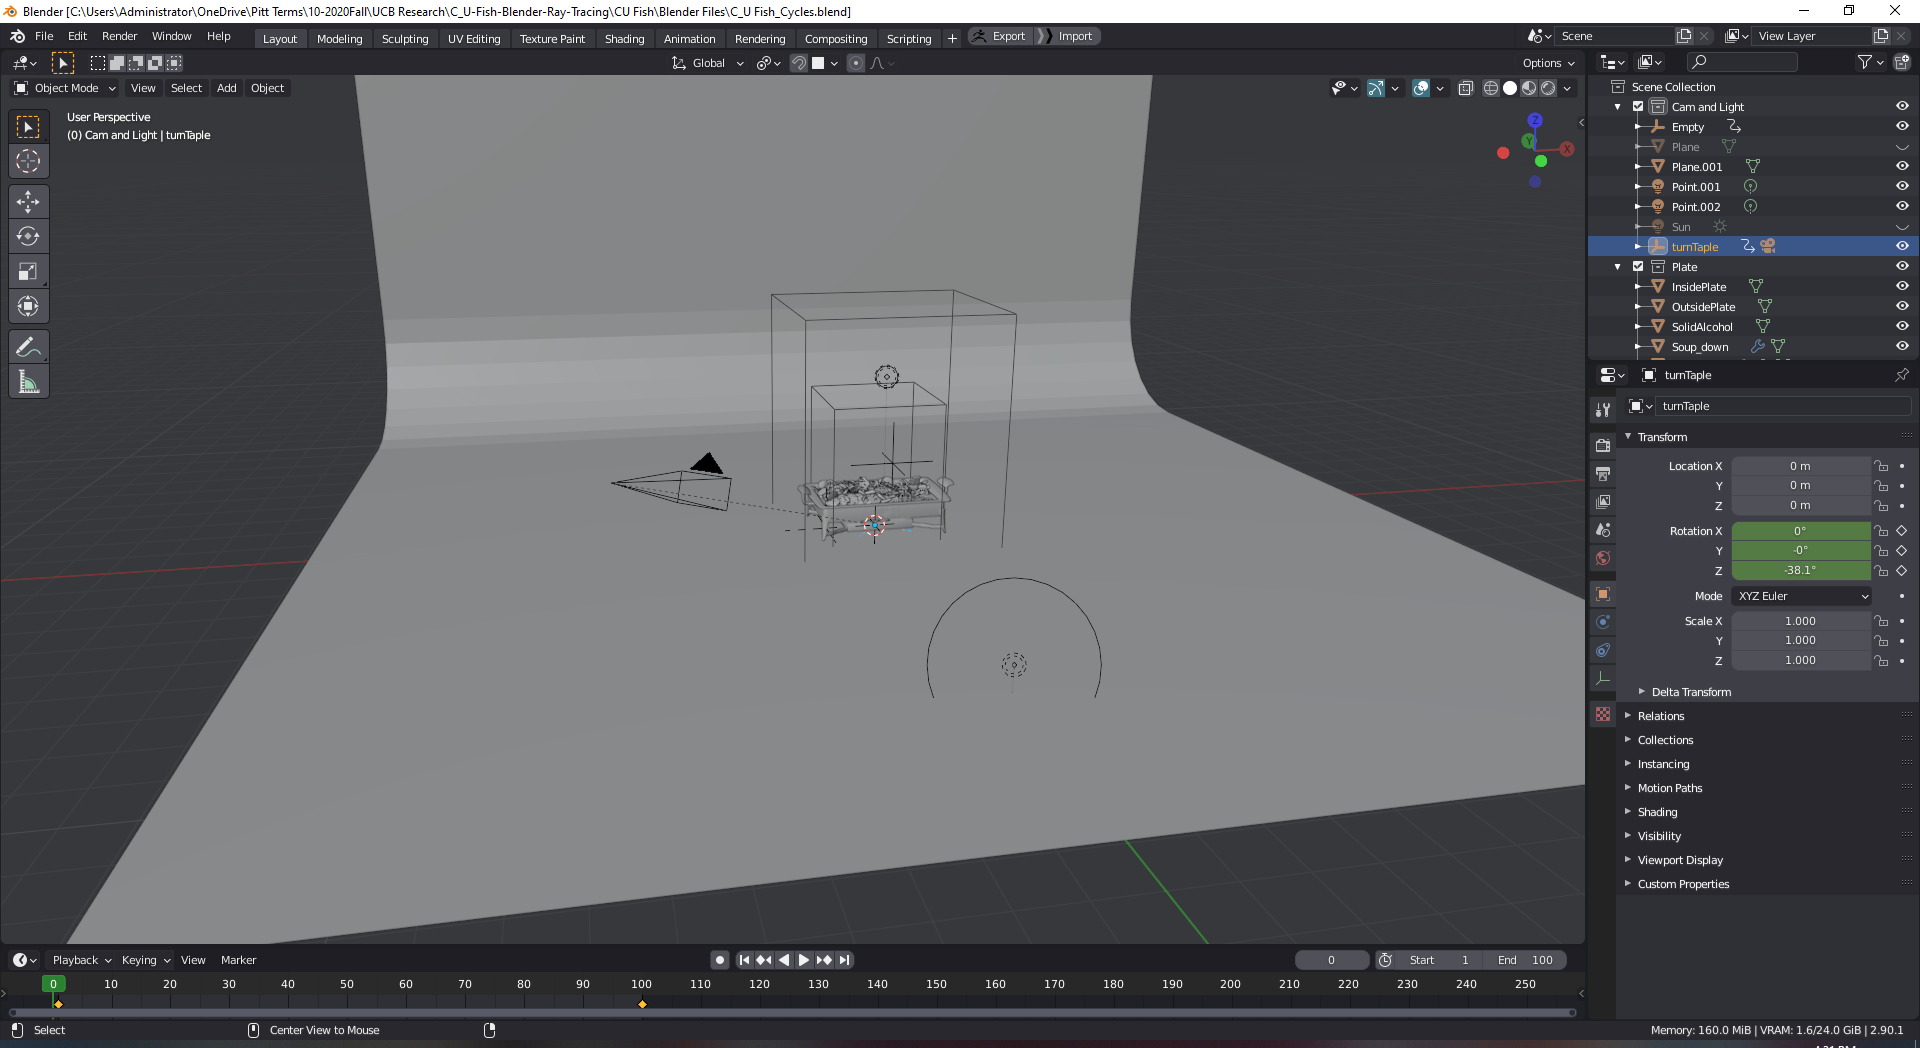 Blender [C:\Users\Administrator\OneDrive\Pitt Terms\10-2020Fall\UCB Research\C_U-Fish-Blender-Ray-Tracing\CU Fish\Blender Files\C_U Fish_Cycles.blend]
File Edit Render Window Help Layout Modeling Sculpting UV Editing Texture Paint Shading Animation Rendering Compositing Scripting + Export Import Scene View Layer
Global Options
Object Mode View Select Add Object
User Perspective
(0) Cam and Light | turnTaple
Z
Y
X
Scene Collection
Cam and Light
Empty
Plane
Plane.001
Point.001
Point.002
Sun
turnTaple
Plate
InsidePlate
OutsidePlate
SolidAlcohol
Soup_down
turnTaple
turnTaple
Transform
Location X 0 m
Y 0 m
Z 0 m
Rotation X 0°
Y -0°
Z -38.1°
Mode XYZ Euler
Scale X 1.000
Y 1.000
Z 1.000
Delta Transform
Relations
Collections
Instancing
Motion Paths
Shading
Visibility
Viewport Display
Custom Properties
Playback Keying View Marker 0 Start 1 End 100
0 10 20 30 40 50 60 70 80 90 100 110 120 130 140 150 160 170 180 190 200 210 220 230 240 250
Select Center View to Mouse Memory: 160.0 MiB | VRAM: 1.6/24.0 GiB | 2.90.1